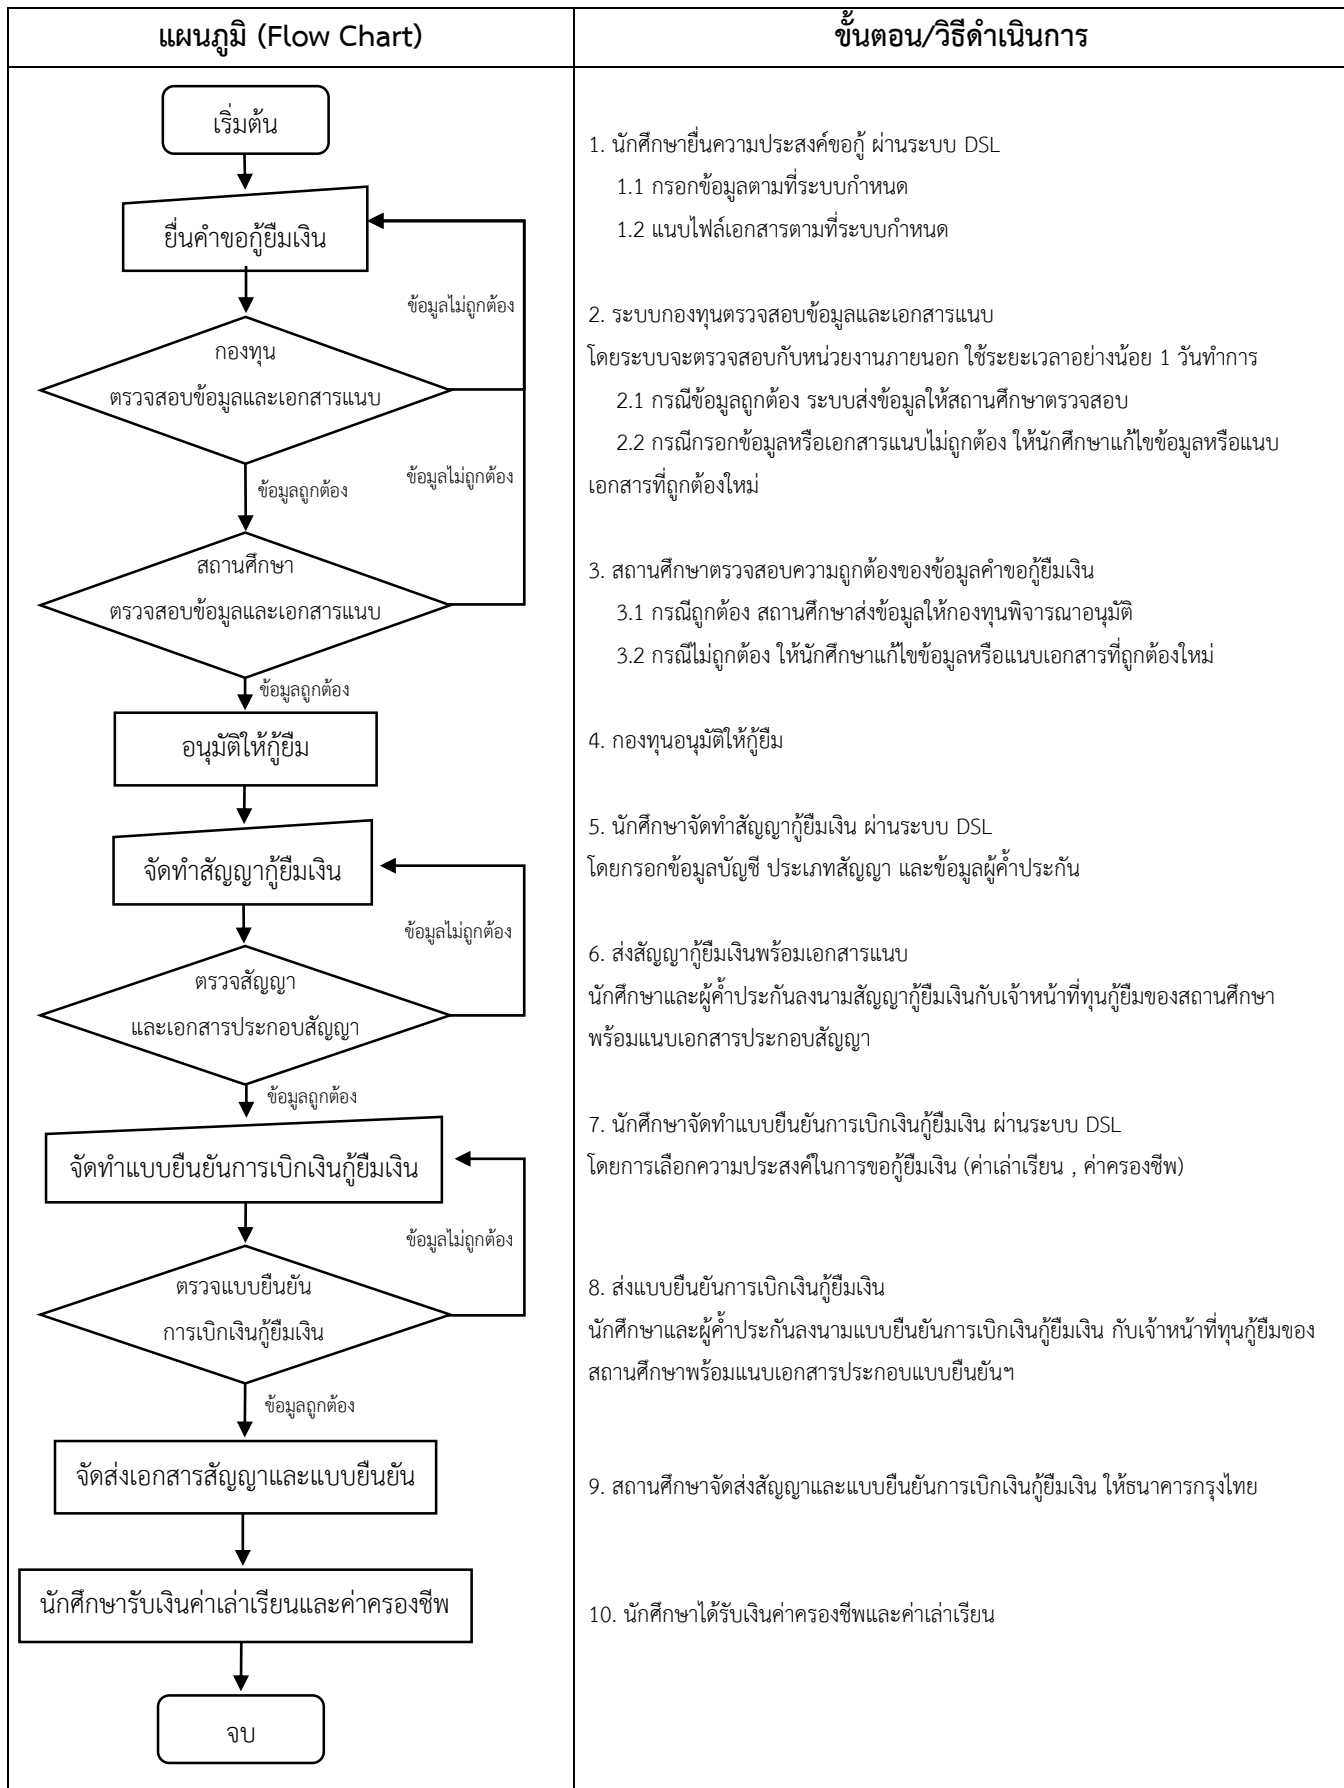 แผนภูมิ (Flow Chart)
ขั้นตอน/วิธีดำเนินการ
เริ่มต้น
ยื่นคำขอกู้ยืมเงิน
ข้อมูลไม่ถูกต้อง
กองทุน
ตรวจสอบข้อมูลและเอกสารแนบ
ข้อมูลไม่ถูกต้อง
ข้อมูลถูกต้อง
สถานศึกษา
ตรวจสอบข้อมูลและเอกสารแนบ
ข้อมูลถูกต้อง
อนุมัติให้กู้ยืม
จัดทำสัญญากู้ยืมเงิน
ข้อมูลไม่ถูกต้อง
ตรวจสัญญา
และเอกสารประกอบสัญญา
ข้อมูลถูกต้อง
จัดทำแบบยืนยันการเบิกเงินกู้ยืมเงิน
ข้อมูลไม่ถูกต้อง
ตรวจแบบยืนยัน
การเบิกเงินกู้ยืมเงิน
ข้อมูลถูกต้อง
จัดส่งเอกสารสัญญาและแบบยืนยัน
นักศึกษารับเงินค่าเล่าเรียนและค่าครองชีพ
จบ
1. นักศึกษายื่นความประสงค์ขอกู้ ผ่านระบบ DSL
1.1 กรอกข้อมูลตามที่ระบบกำหนด
1.2 แนบไฟล์เอกสารตามที่ระบบกำหนด
2. ระบบกองทุนตรวจสอบข้อมูลและเอกสารแนบ
โดยระบบจะตรวจสอบกับหน่วยงานภายนอก ใช้ระยะเวลาอย่างน้อย 1 วันทำการ
2.1 กรณีข้อมูลถูกต้อง ระบบส่งข้อมูลให้สถานศึกษาตรวจสอบ
2.2 กรณีกรอกข้อมูลหรือเอกสารแนบไม่ถูกต้อง ให้นักศึกษาแก้ไขข้อมูลหรือแนบ
เอกสารที่ถูกต้องใหม่
3. สถานศึกษาตรวจสอบความถูกต้องของข้อมูลคำขอกู้ยืมเงิน
3.1 กรณีถูกต้อง สถานศึกษาส่งข้อมูลให้กองทุนพิจารณาอนุมัติ
3.2 กรณีไม่ถูกต้อง ให้นักศึกษาแก้ไขข้อมูลหรือแนบเอกสารที่ถูกต้องใหม่
4. กองทุนอนุมัติให้กู้ยืม
5. นักศึกษาจัดทำสัญญากู้ยืมเงิน ผ่านระบบ DSL
โดยกรอกข้อมูลบัญชี ประเภทสัญญา และข้อมูลผู้ค้ำประกัน
6. ส่งสัญญากู้ยืมเงินพร้อมเอกสารแนบ
นักศึกษาและผู้ค้ำประกันลงนามสัญญากู้ยืมเงินกับเจ้าหน้าที่ทุนกู้ยืมของสถานศึกษา
พร้อมแนบเอกสารประกอบสัญญา
7. นักศึกษาจัดทำแบบยืนยันการเบิกเงินกู้ยืมเงิน ผ่านระบบ DSL
โดยการเลือกความประสงค์ในการขอกู้ยืมเงิน (ค่าเล่าเรียน , ค่าครองชีพ)
8. ส่งแบบยืนยันการเบิกเงินกู้ยืมเงิน
นักศึกษาและผู้ค้ำประกันลงนามแบบยืนยันการเบิกเงินกู้ยืมเงิน กับเจ้าหน้าที่ทุนกู้ยืมของ
สถานศึกษาพร้อมแนบเอกสารประกอบแบบยืนยันฯ
9. สถานศึกษาจัดส่งสัญญาและแบบยืนยันการเบิกเงินกู้ยืมเงิน ให้ธนาคารกรุงไทย
10. นักศึกษาได้รับเงินค่าครองชีพและค่าเล่าเรียน